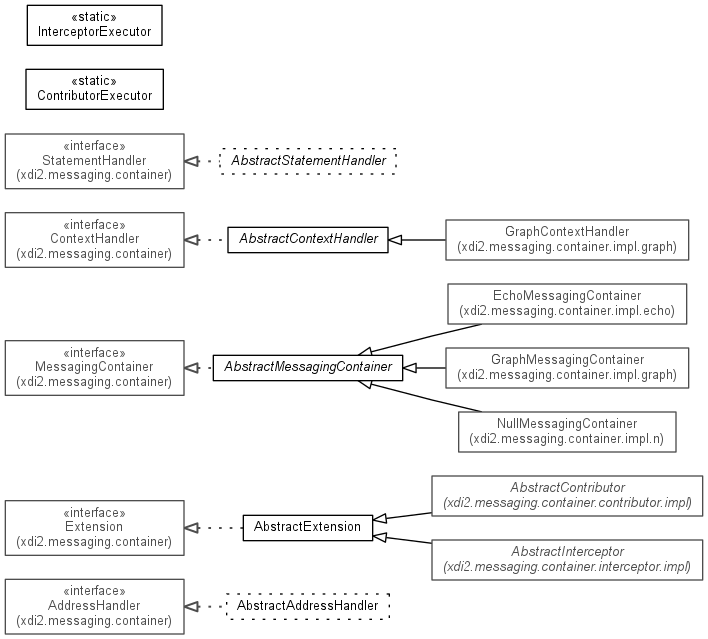 «static»
InterceptorExecutor
«static»
ContributorExecutor
«interface»
StatementHandler
(xdi2.messaging.container)
AbstractStatementHandler
«interface»
ContextHandler
(xdi2.messaging.container)
AbstractContextHandler
GraphContextHandler
(xdi2.messaging.container.impl.graph)
EchoMessagingContainer
(xdi2.messaging.container.impl.echo)
«interface»
MessagingContainer
(xdi2.messaging.container)
AbstractMessagingContainer
GraphMessagingContainer
(xdi2.messaging.container.impl.graph)
NullMessagingContainer
(xdi2.messaging.container.impl.n)
«interface»
Extension
(xdi2.messaging.container)
AbstractExtension
AbstractContributor
(xdi2.messaging.container.contributor.impl)
AbstractInterceptor
(xdi2.messaging.container.interceptor.impl)
«interface»
AddressHandler
(xdi2.messaging.container)
AbstractAddressHandler